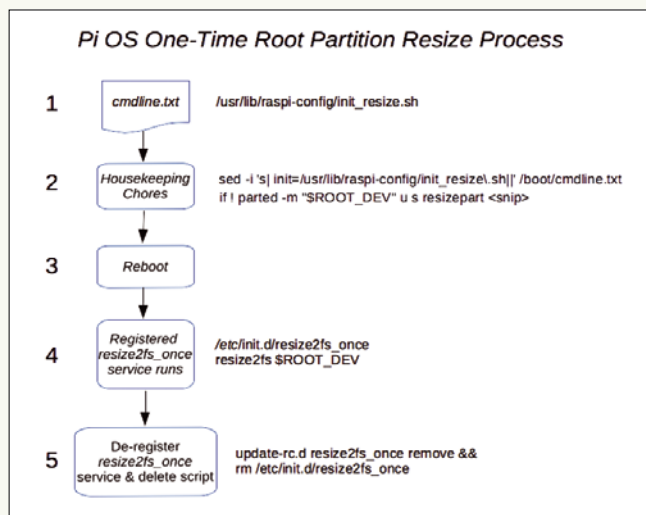 Pi OS One-Time Root Partition Resize Process
1
cmdline.txt
/usr/lib/raspi-config/init_resize.sh
2
Housekeeping
Chores
sed -i 's| init=/usr/lib/raspi-config/init_resize\.sh||' /boot/cmdline.txt
if ! parted -m "$ROOT_DEV" u s resizepart <snip>
3
Reboot
4
Registered
resize2fs_once
service runs
/etc/init.d/resize2fs_once
resize2fs $ROOT_DEV
5
De-register
resize2fs_once
service & delete script
update-rc.d resize2fs_once remove &&
rm /etc/init.d/resize2fs_once